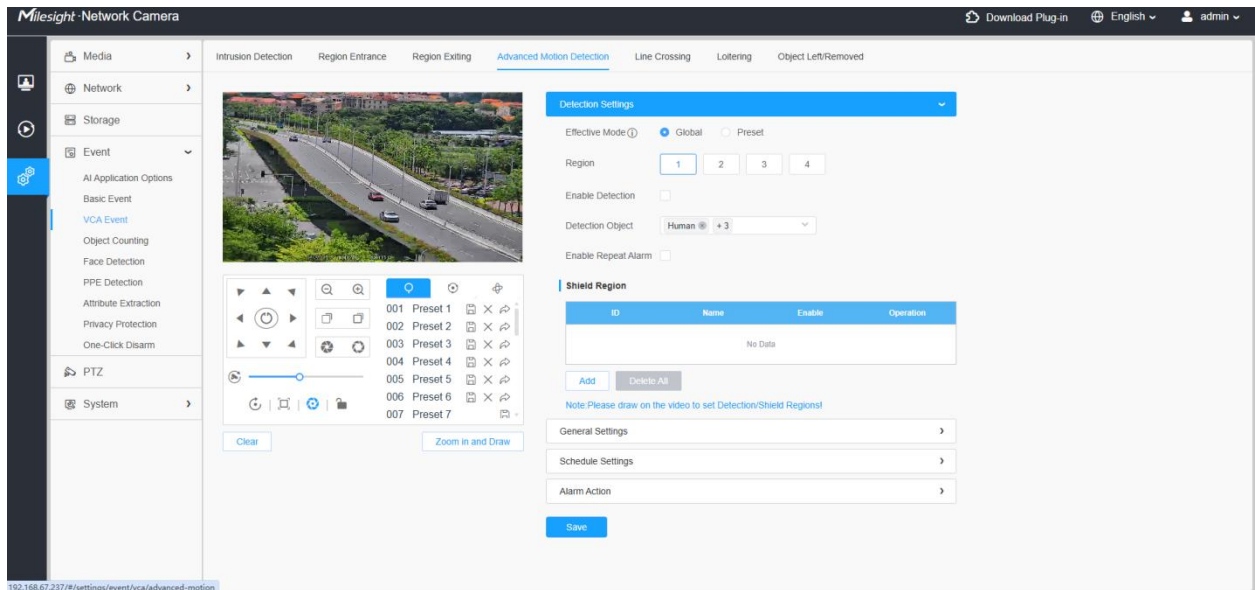 Milesight · Network Camera
Download Plug-in
English
admin
Media
Network
Storage
Event
AI Application Options
Basic Event
VCA Event
Object Counting
Face Detection
PPE Detection
Attribute Extraction
Privacy Protection
One-Click Disarm
PTZ
System
Intrusion Detection Region Entrance Region Exiting Advanced Motion Detection Line Crossing Loitering Object Left/Removed
001 Preset 1
002 Preset 2
003 Preset 3
004 Preset 4
005 Preset 5
006 Preset 6
007 Preset 7
Clear
Zoom in and Draw
Detection Settings
Effective Mode Global Preset
Region 1 2 3 4
Enable Detection
Detection Object Human + 3
Enable Repeat Alarm
Shield Region
ID Name Enable Operation
No Data
Add Delete All
Note:Please draw on the video to set Detection/Shield Regions!
General Settings
Schedule Settings
Alarm Action
Save
192.168.67.237/#/settings/event/vca/advanced-motion